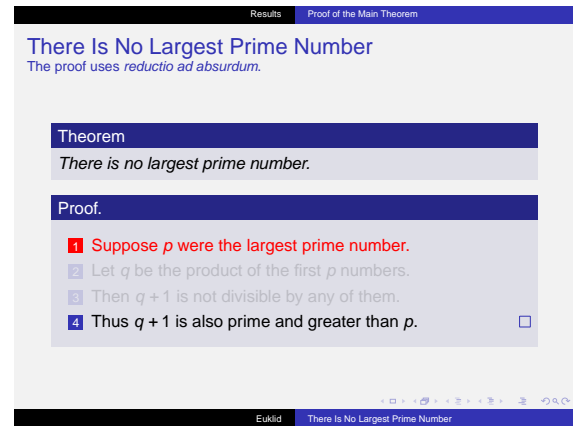 Results Proof of the Main Theorem
There Is No Largest Prime Number
The proof uses reductio ad absurdum.
Theorem
There is no largest prime number.
Proof.
1 Suppose p were the largest prime number.
2 Let q be the product of the first p numbers.
3 Then q + 1 is not divisible by any of them.
4 Thus q + 1 is also prime and greater than p.
Euklid There Is No Largest Prime Number